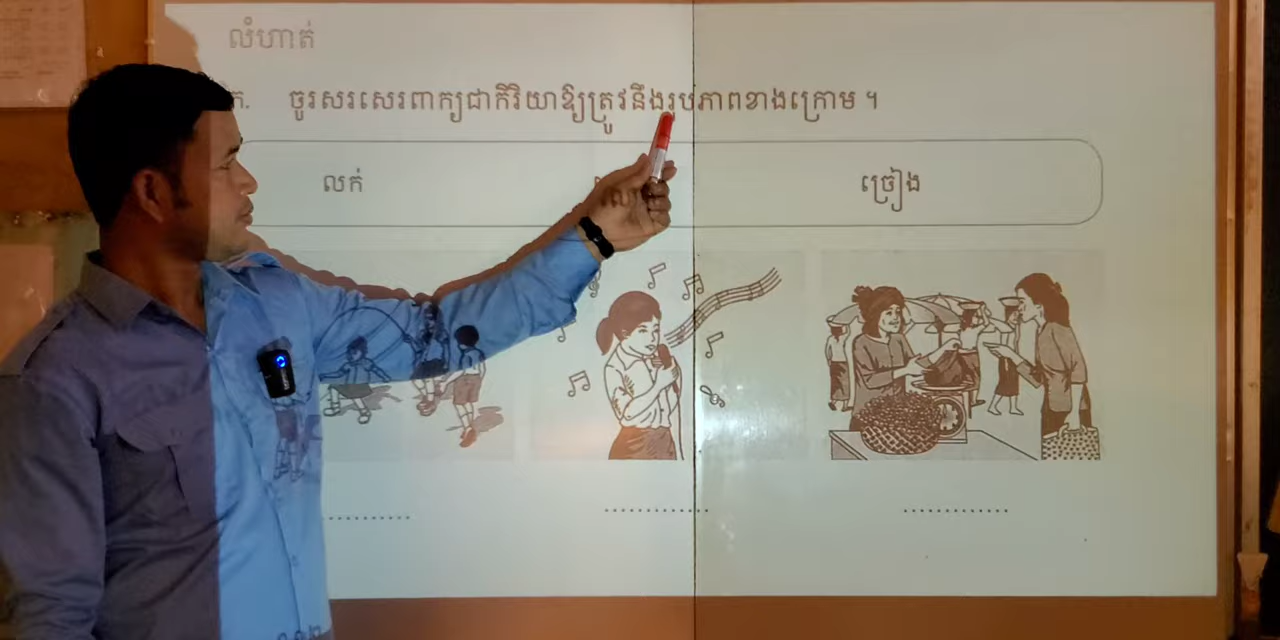 លំហាត់
ក. ចូរសរសេរពាក្យជាកិរិយាឱ្យត្រូវនឹងរូបភាពខាងក្រោម ។
លក់ ច្រៀង